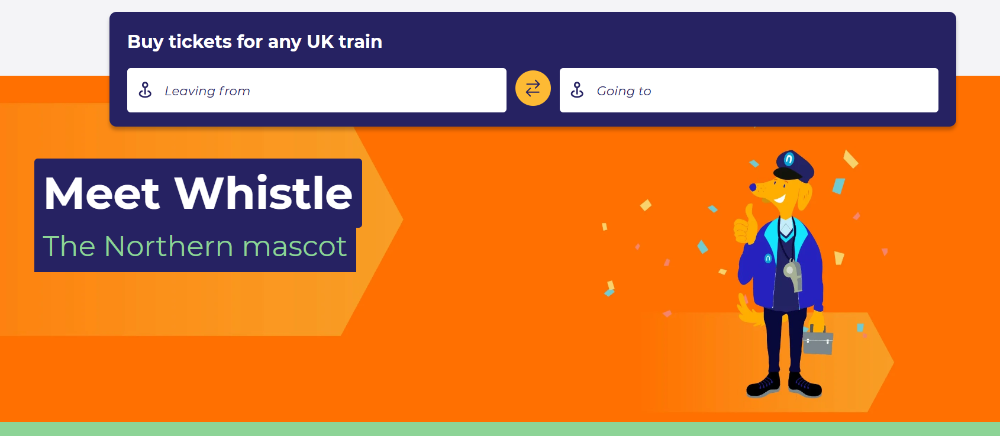 Buy tickets for any UK train
Leaving from
Going to
Meet Whistle
The Northern mascot